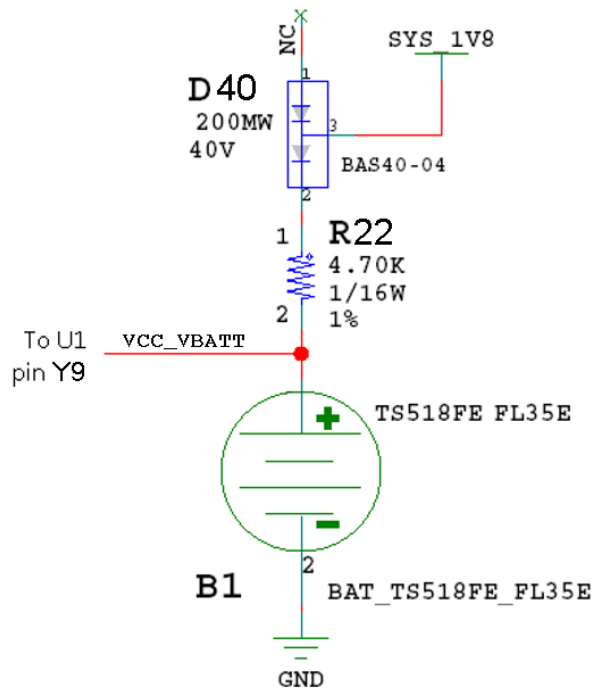 NC
SYS_1V8
1
D40
200MW
40V
3
BAS40-04
2
1
R22
4.70K
1/16W
1%
2
To U1
pin Y9
VCC_VBATT
+
TS518FE FL35E
-
2
B1
BAT_TS518FE_FL35E
GND